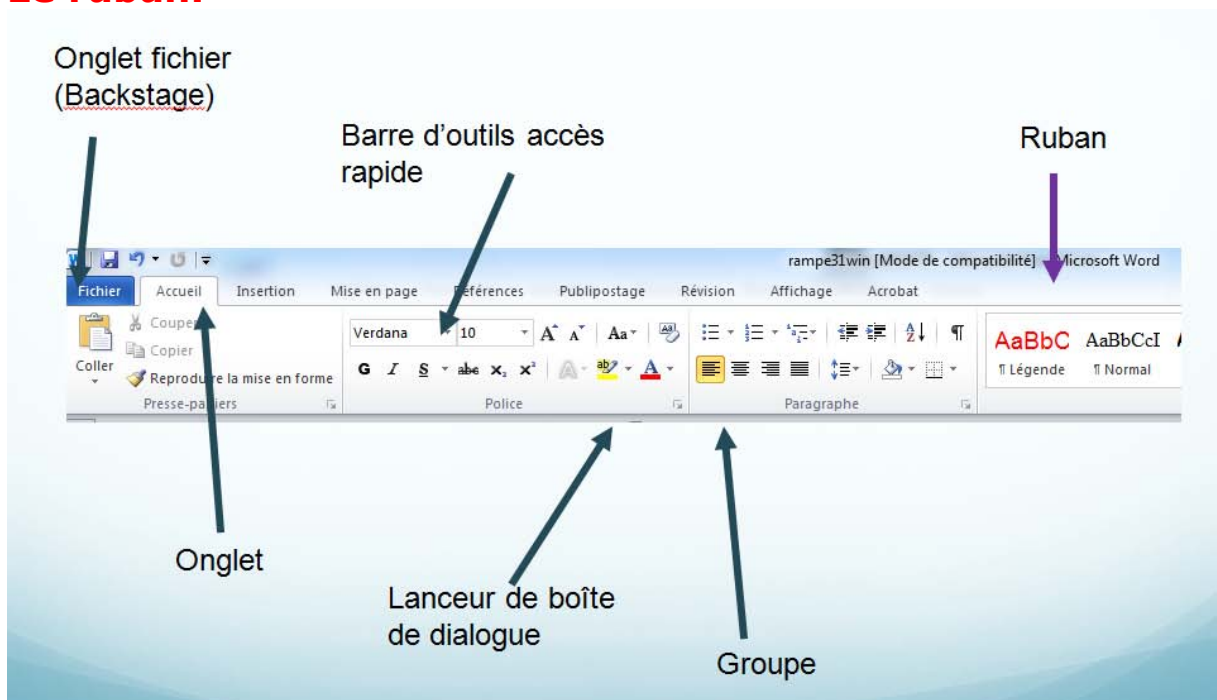 Onglet fichier
(Backstage)
Barre d'outils accès
rapide
Ruban
rampe31win [Mode de compatibilité] Microsoft Word
Fichier Accueil Insertion Mise en page Références Publipostage Révision Affichage Acrobat
Couper
Copier
Coller
Reproduire la mise en forme
Presse-papiers
Verdana 10
Police
Paragraphe
AaBbC AaBbCcI
¶ Légende ¶ Normal
Onglet
Lanceur de boîte
de dialogue
Groupe